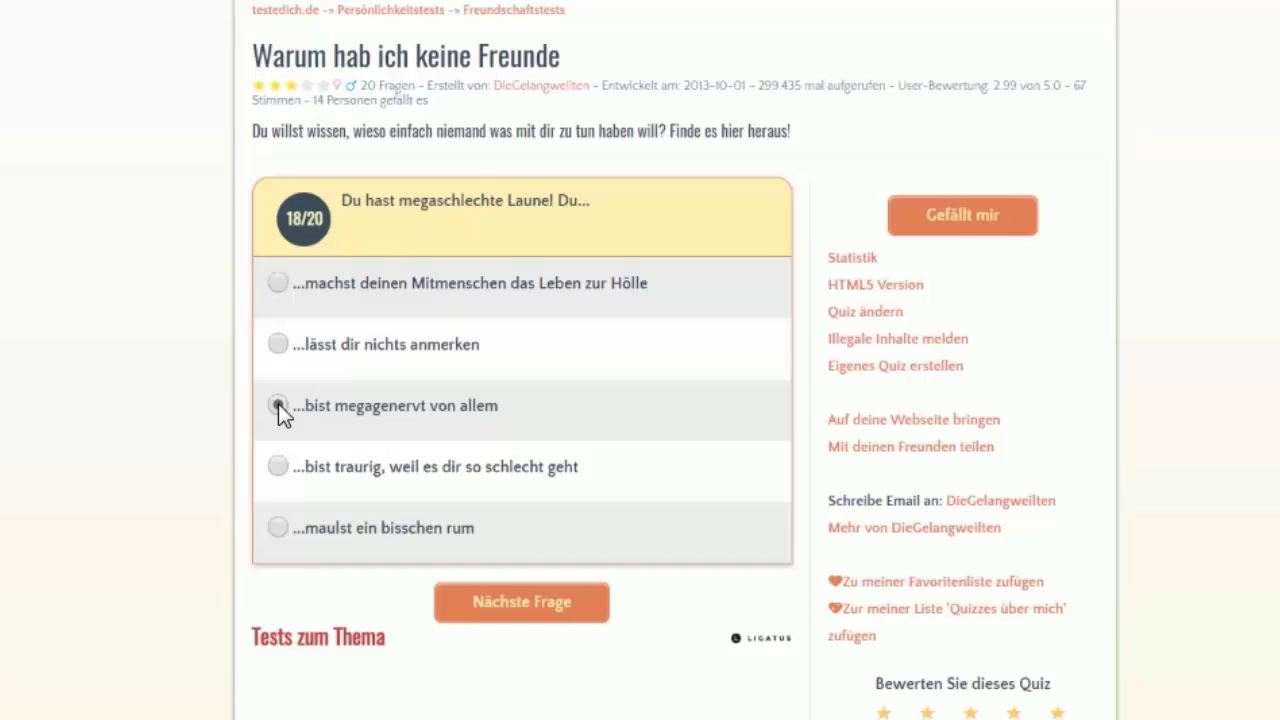 testedich.de -» Persönlichkeitstests -» Freundschaftstests
Warum hab ich keine Freunde
20 Fragen - Erstellt von: DieGelangweilten - Entwickelt am: 2013-10-01 - 299.435 mal aufgerufen - User-Bewertung: 2.99 von 5.0 - 67
Stimmen - 14 Personen gefällt es
Du willst wissen, wieso einfach niemand was mit dir zu tun haben will? Finde es hier heraus!
18/20
Du hast megaschlechte Laune! Du...
...machst deinen Mitmenschen das Leben zur Hölle
...lässt dir nichts anmerken
...bist megagenervt von allem
...bist traurig, weil es dir so schlecht geht
...maulst ein bisschen rum
Nächste Frage
Tests zum Thema
LIGATUS
Gefällt mir
Statistik
HTML5 Version
Quiz ändern
Illegale Inhalte melden
Eigenes Quiz erstellen
Auf deine Webseite bringen
Mit deinen Freunden teilen
Schreibe Email an: DieGelangweilten
Mehr von DieGelangweilten
Zu meiner Favoritenliste zufügen
Zur meiner Liste 'Quizzes über mich'
zufügen
Bewerten Sie dieses Quiz